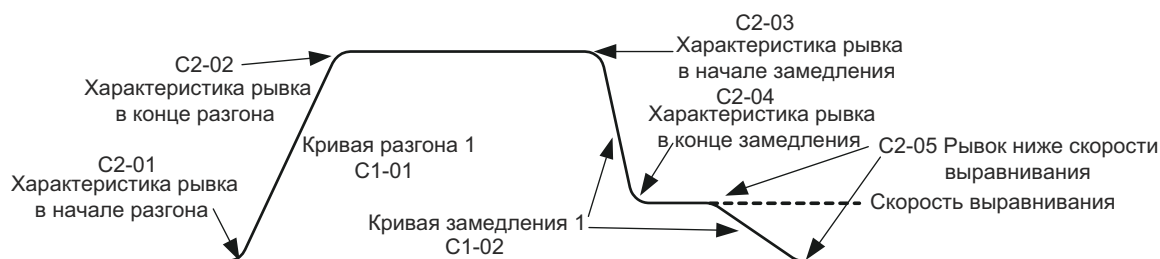 C2-03
Характеристика рывка
в начале замедления
C2-02
Характеристика рывка
в конце разгона
C2-04
Характеристика рывка
в конце замедления
C2-05 Рывок ниже скорости
выравнивания
Кривая разгона 1
C1-01
C2-01
Характеристика рывка
в начале разгона
Скорость выравнивания
Кривая замедления 1
C1-02